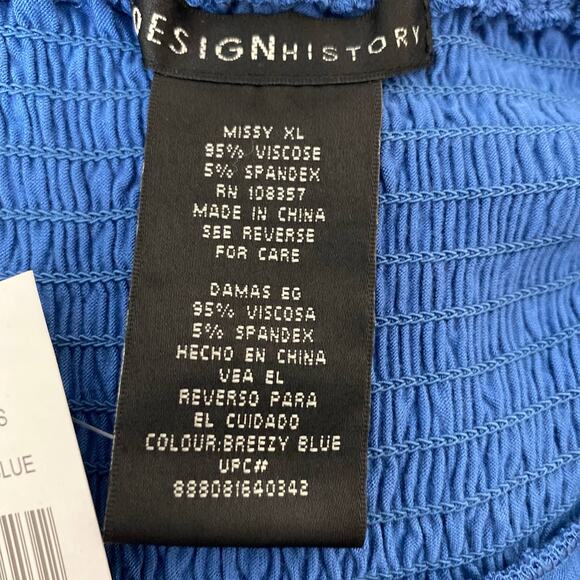 DESIGNHISTORY
MISSY XL
95% VISCOSE
5% SPANDEX
RN 108357
MADE IN CHINA
SEE REVERSE
FOR CARE
DAMAS EG
95% VISCOSA
5% SPANDEX
HECHO EN CHINA
VEA EL
REVERSO PARA
EL CUIDADO
COLOUR:BREEZY BLUE
UPC#
888081640342